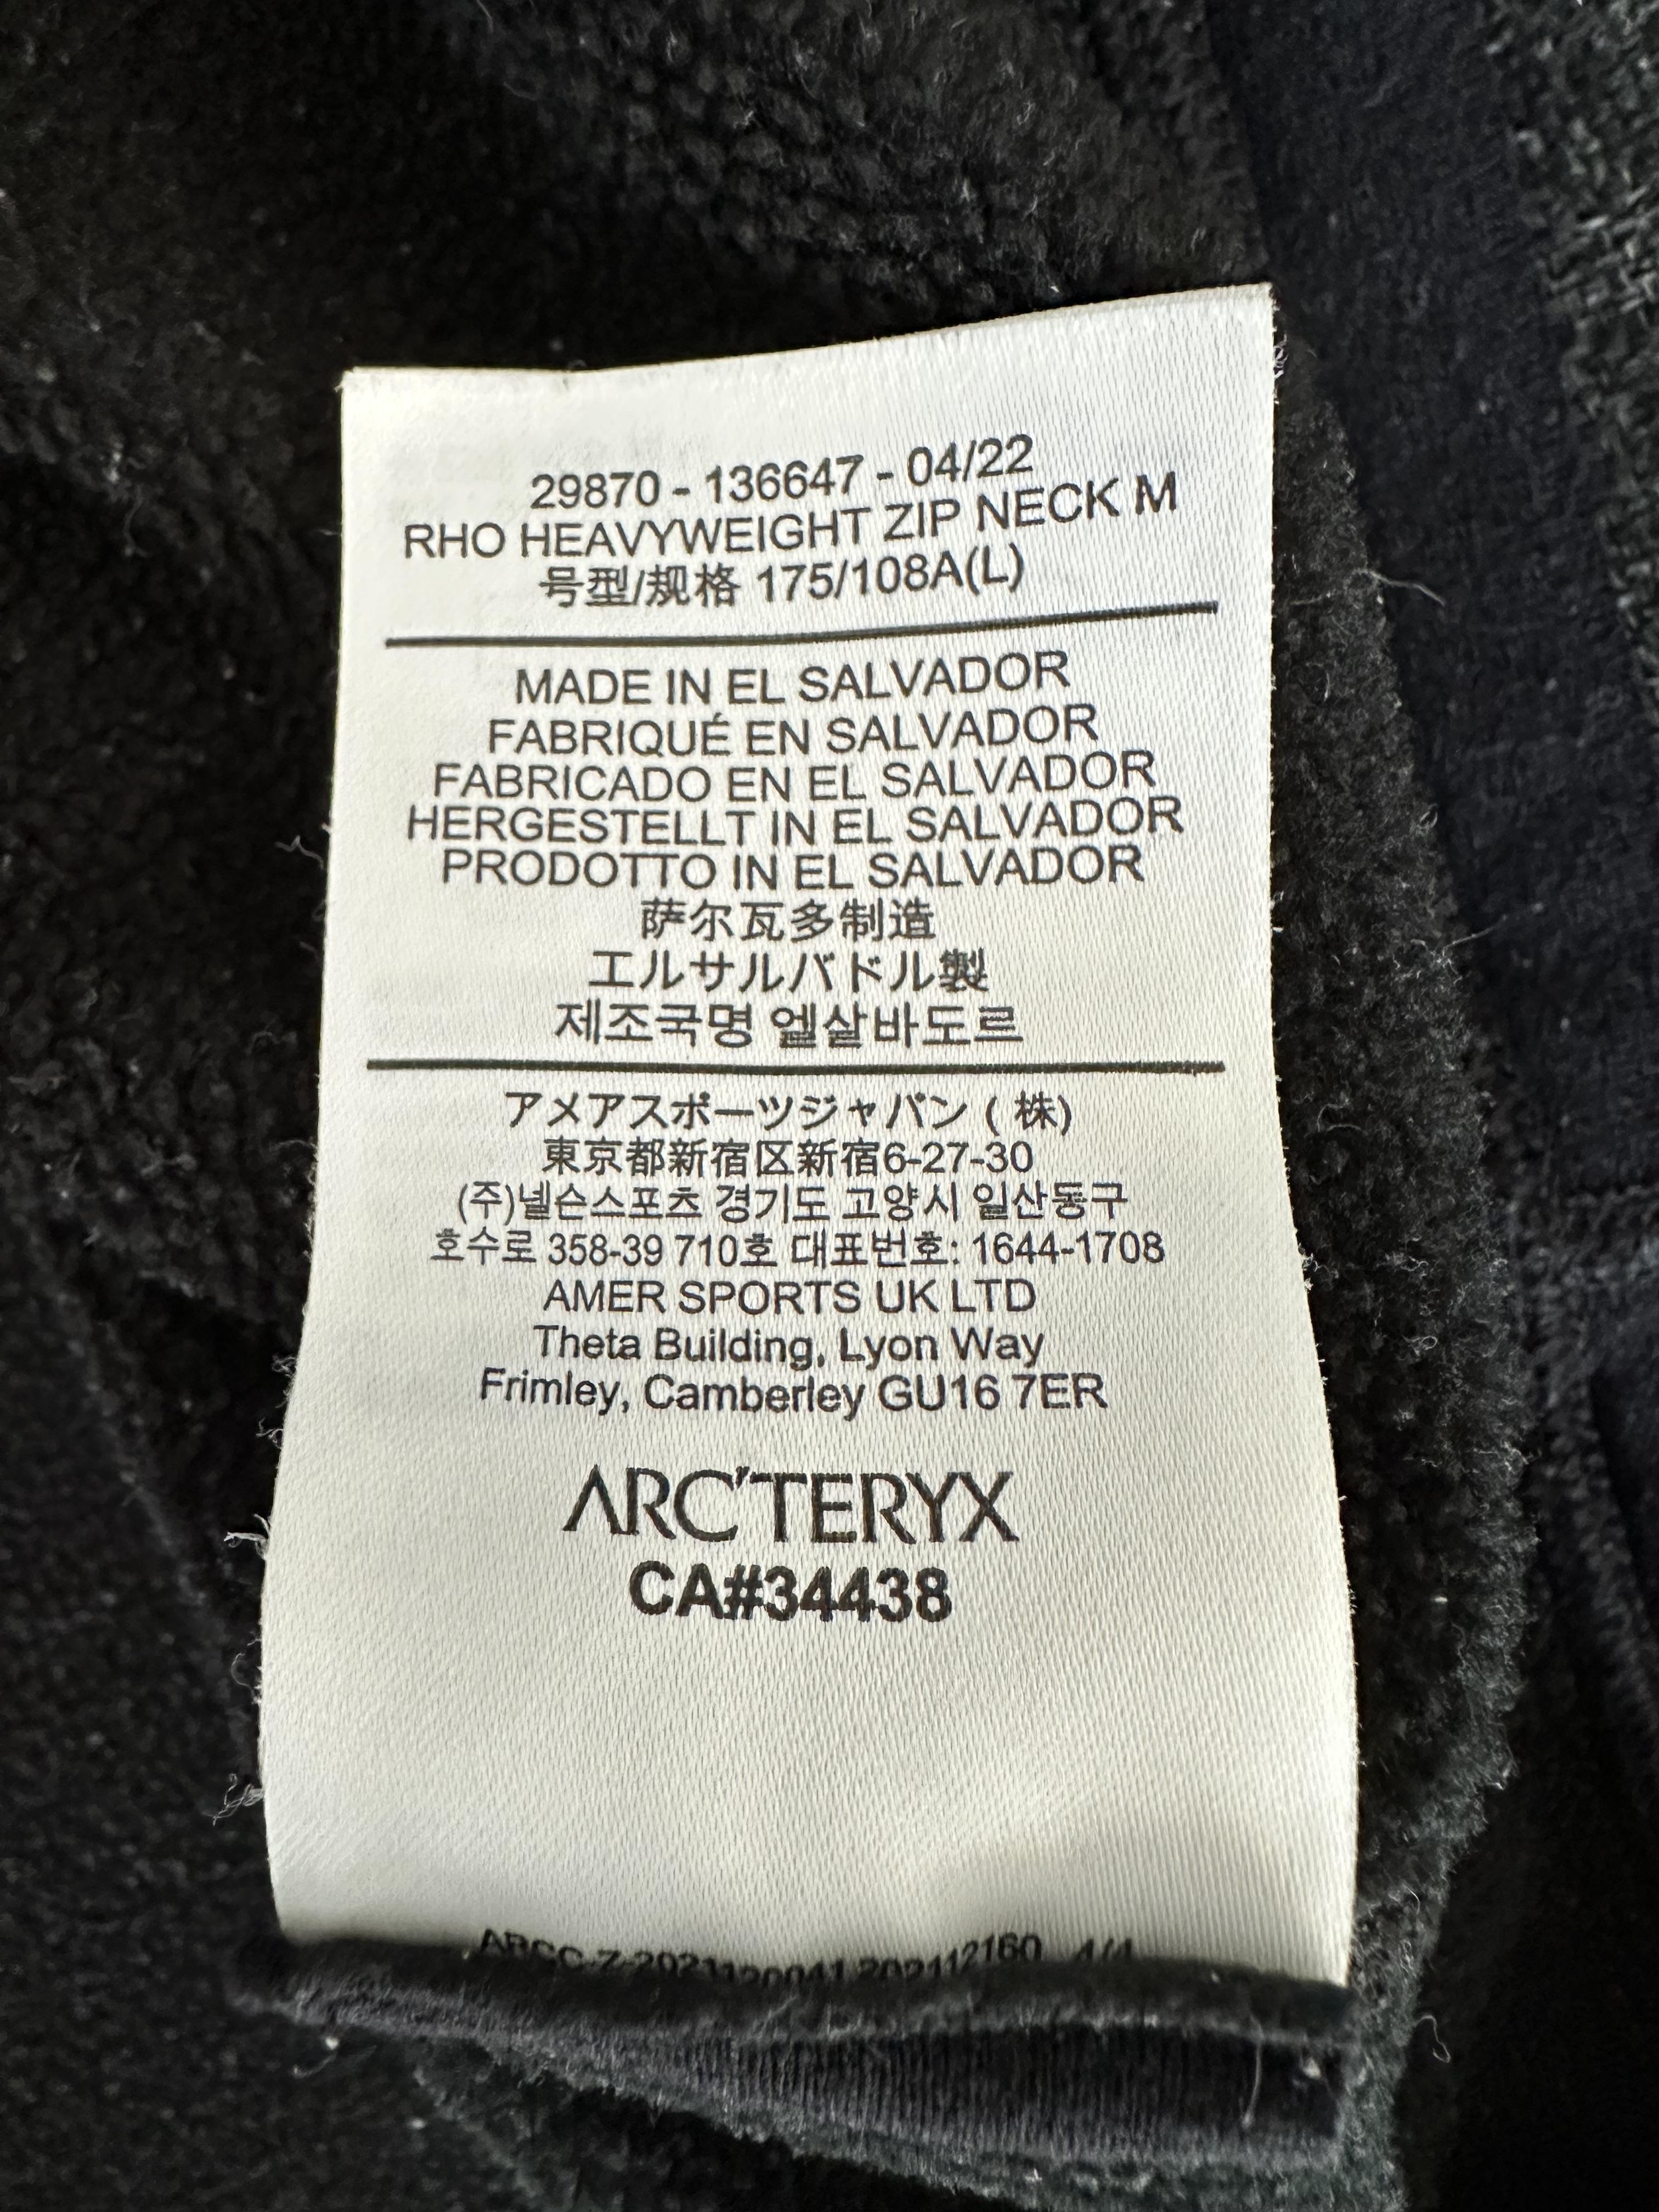 29870 - 136647 - 04/22
RHO HEAVYWEIGHT ZIP NECK M
号型/规格 175/108A(L)
MADE IN EL SALVADOR
FABRIQUÉ EN SALVADOR
FABRICADO EN EL SALVADOR
HERGESTELLT IN EL SALVADOR
PRODOTTO IN EL SALVADOR
萨尔瓦多制造
エルサルバドル製
제조국명 엘살바도르
アメアスポーツジャパン ( 株)
東京都新宿区新宿6-27-30
(주)넬슨스포츠 경기도 고양시 일산동구
호수로 358-39 710호 대표번호: 1644-1708
AMER SPORTS UK LTD
Theta Building, Lyon Way
Frimley, Camberley GU16 7ER
ARC'TERYX
CA#34438